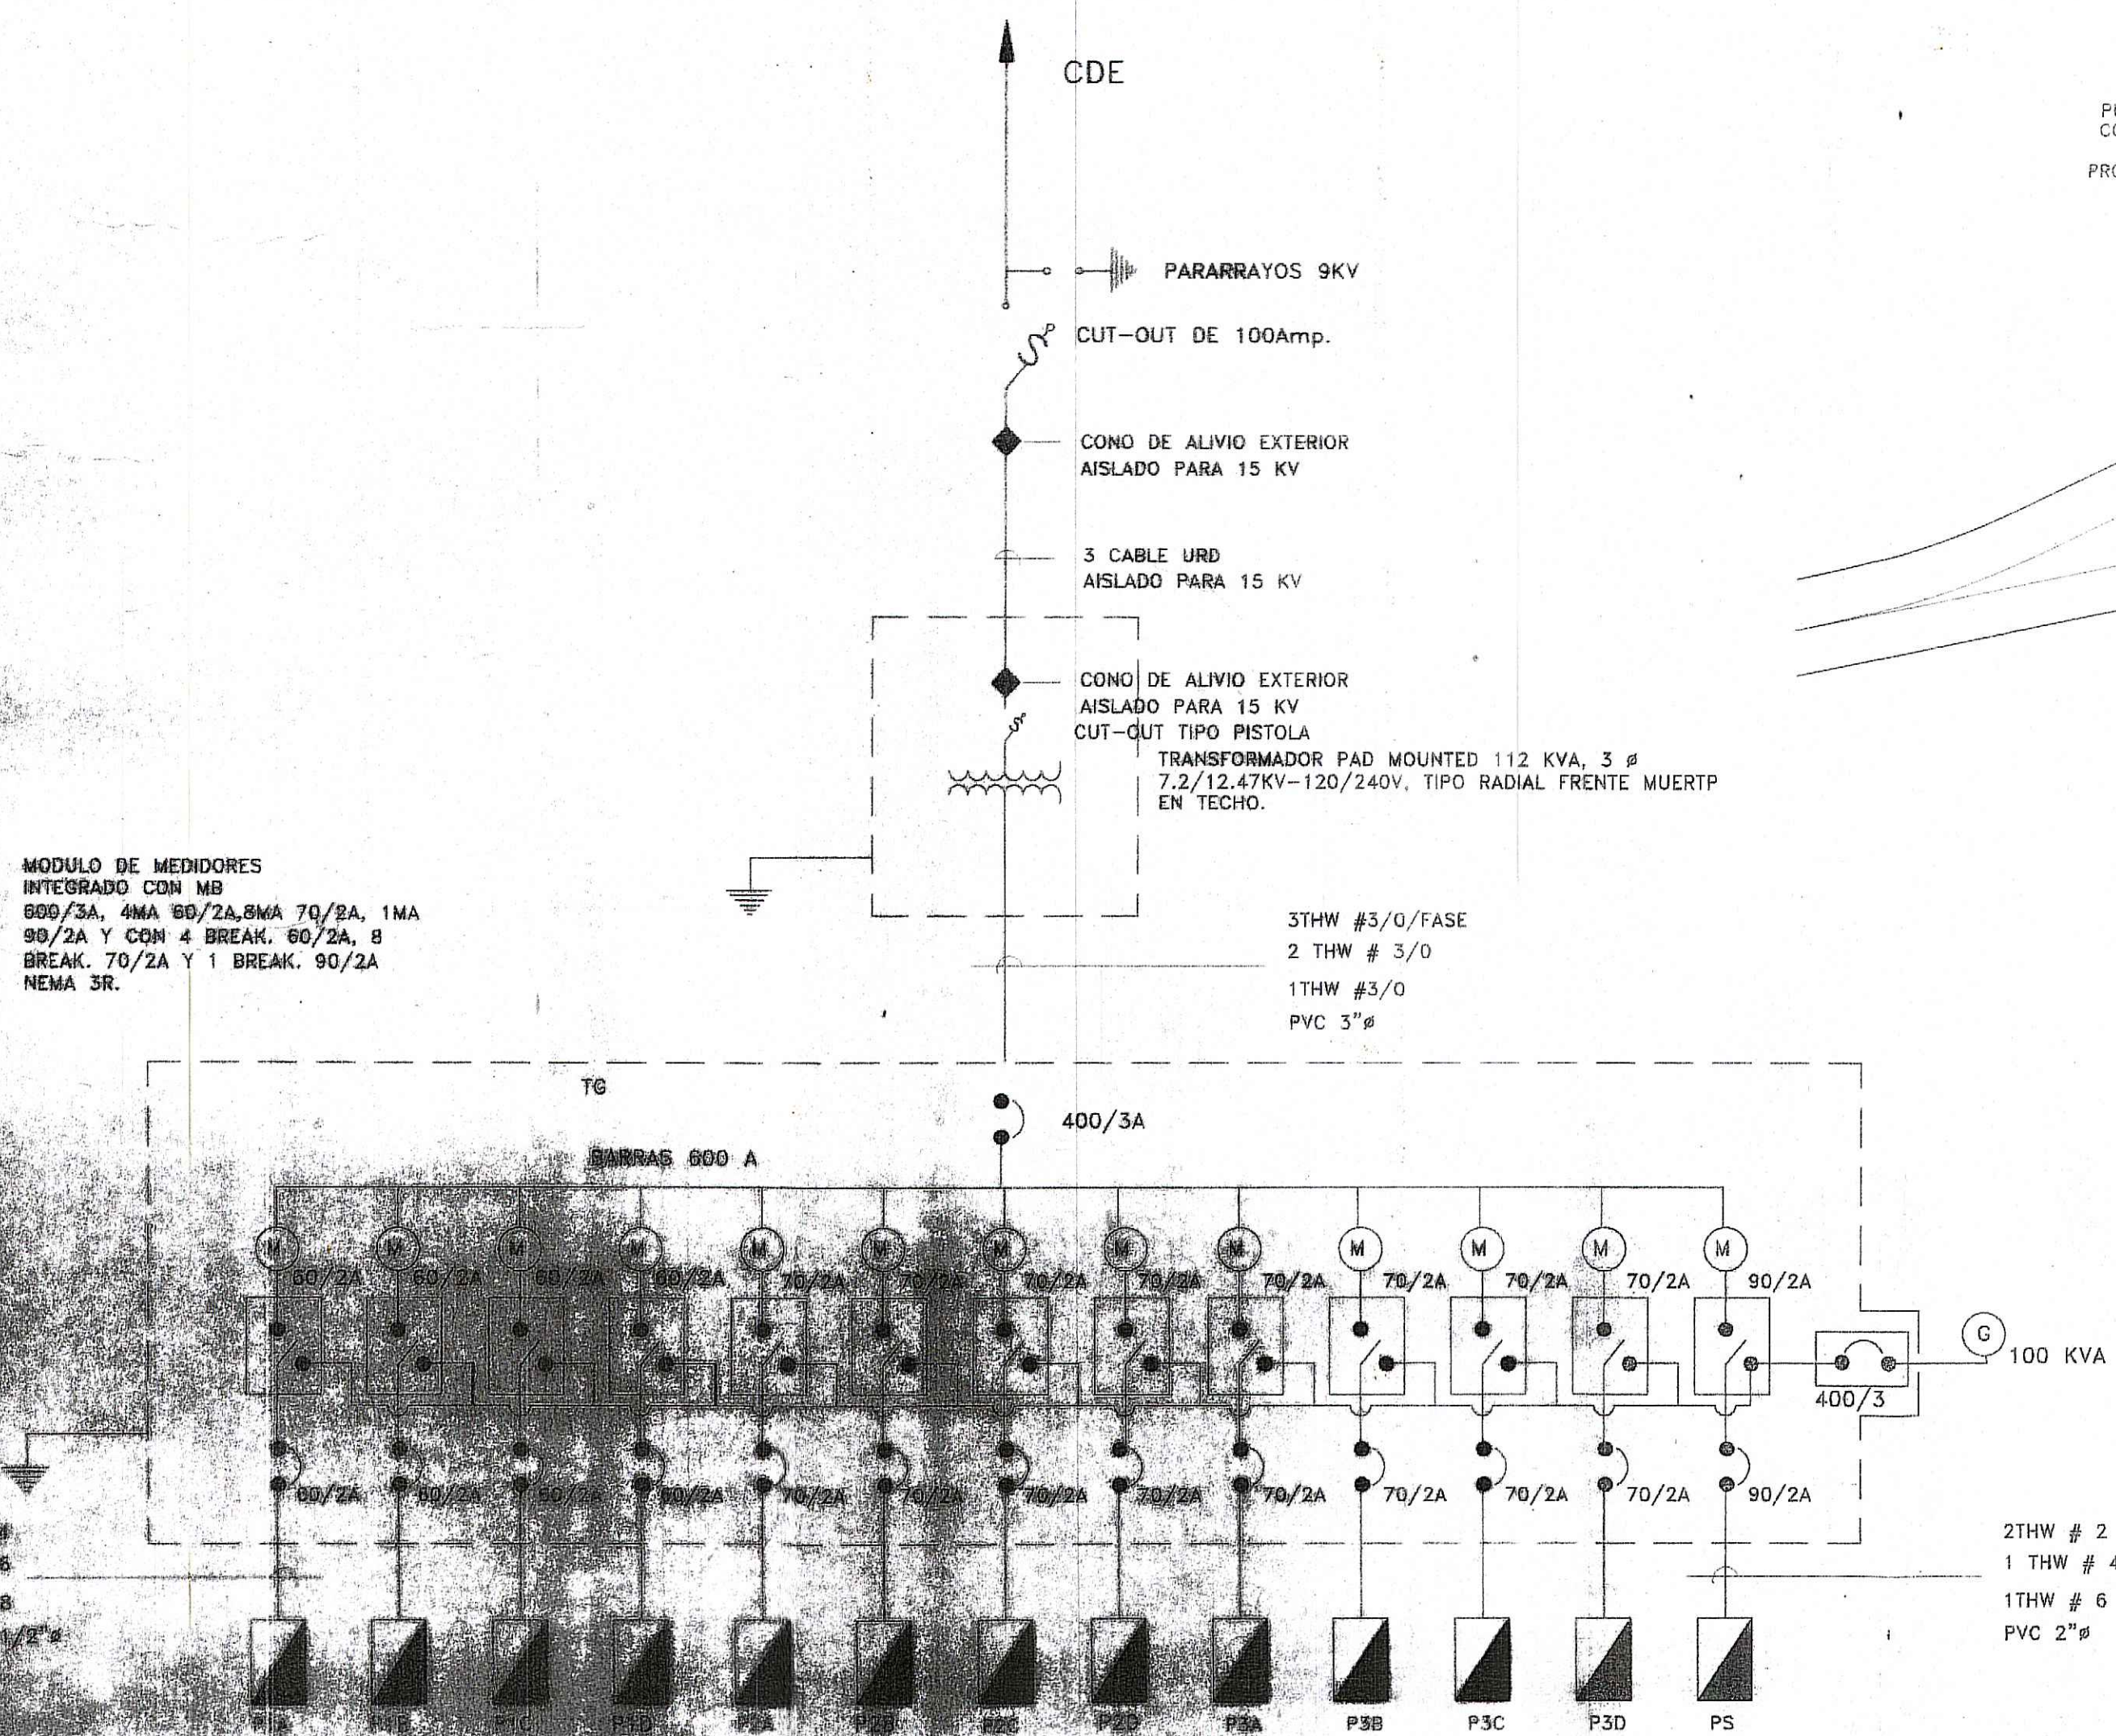 CDE
PARARRAYOS 9KV
CUT-OUT DE 100Amp.
CONO DE ALIVIO EXTERIOR
AISLADO PARA 15 KV
3 CABLE URD
AISLADO PARA 15 KV
CONO DE ALIVIO EXTERIOR
AISLADO PARA 15 KV
CUT-OUT TIPO PISTOLA
TRANSFORMADOR PAD MOUNTED 112 KVA, 3 ø
7.2/12.47KV-120/240V, TIPO RADIAL FRENTE MUERTP
EN TECHO.
MODULO DE MEDIDORES
INTEGRADO CON MB
600/3A, 4MA 60/2A,8MA 70/2A, 1MA
90/2A Y CON 4 BREAK. 60/2A, 8
BREAK. 70/2A Y 1 BREAK. 90/2A
NEMA 3R.
3THW #3/0/FASE
2 THW # 3/0
1THW #3/0
PVC 3"ø
TG
400/3A
BARRAS 600 A
M M M M M M M M M M M M M
60/2A 60/2A 60/2A 60/2A 70/2A 70/2A 70/2A 70/2A 70/2A 70/2A 70/2A 70/2A 90/2A
G
100 KVA
400/3
60/2A 60/2A 60/2A 60/2A 70/2A 70/2A 70/2A 70/2A 70/2A 70/2A 70/2A 70/2A 90/2A
2THW # 2
1 THW # 4
1THW # 6
PVC 2"ø
8
1/2"ø
P1C P1D P2A P2B P2C P2D P3A P3B P3C P3D PS